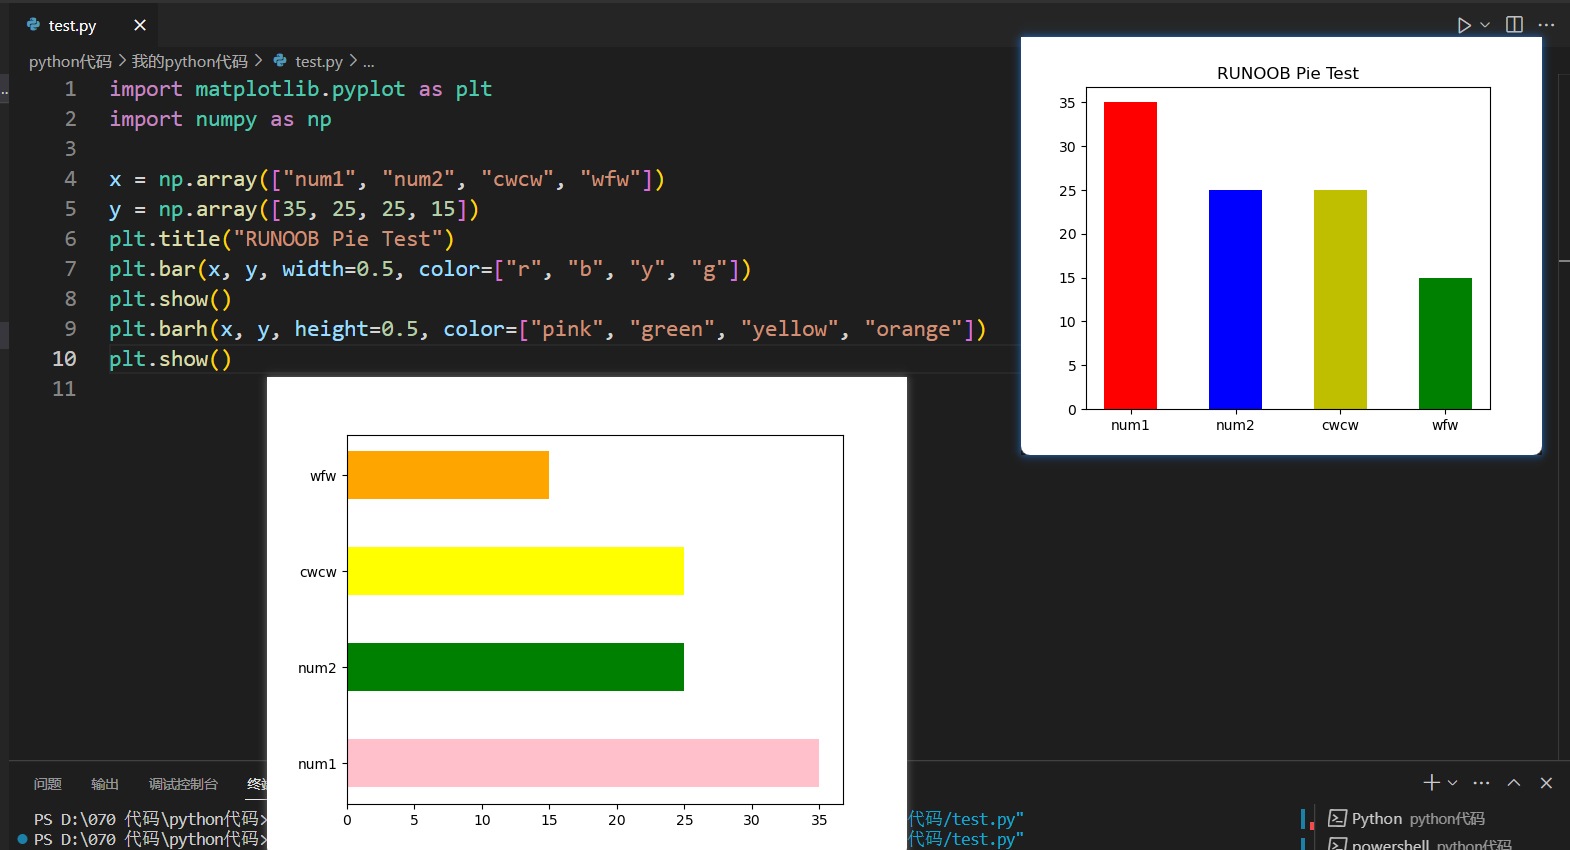 test.py
python代码 > 我的python代码 > test.py > ...
1 import matplotlib.pyplot as plt
2 import numpy as np
3
4 x = np.array(["num1", "num2", "cwcw", "wfw"])
5 y = np.array([35, 25, 25, 15])
6 plt.title("RUNOOB Pie Test")
7 plt.bar(x, y, width=0.5, color=["r", "b", "y", "g"])
8 plt.show()
9 plt.barh(x, y, height=0.5, color=["pink", "green", "yellow", "orange"])
10 plt.show()
11
RUNOOB Pie Test
35
30
25
20
15
10
5
0
num1 num2 cwcw wfw
wfw
cwcw
num2
num1
0 5 10 15 20 25 30 35
问题 输出 调试控制台
PS D:\070 代码\python代码> 代码/test.py"
PS D:\070 代码\python代码> 代码/test.py"
Python python代码
powershell python代码